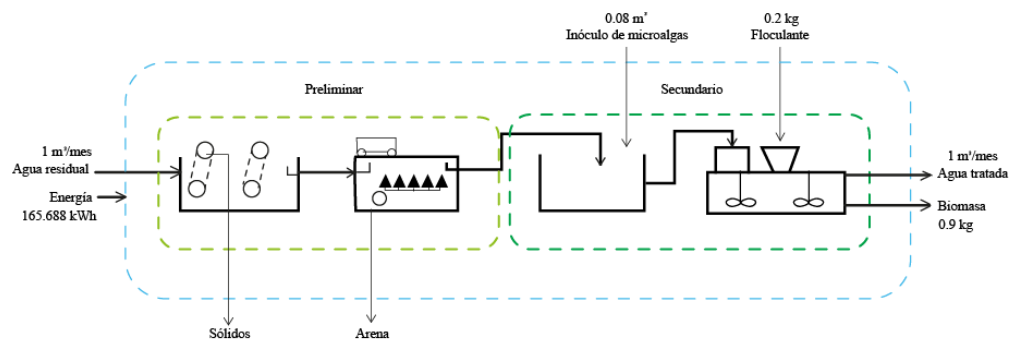 0.08 m³
Inóculo de microalgas
0.2 kg
Floculante
Preliminar
Secundario
1 m³/mes
Agua residual
Energía
165.688 kWh
1 m³/mes
Agua tratada
Biomasa
0.9 kg
Sólidos
Arena